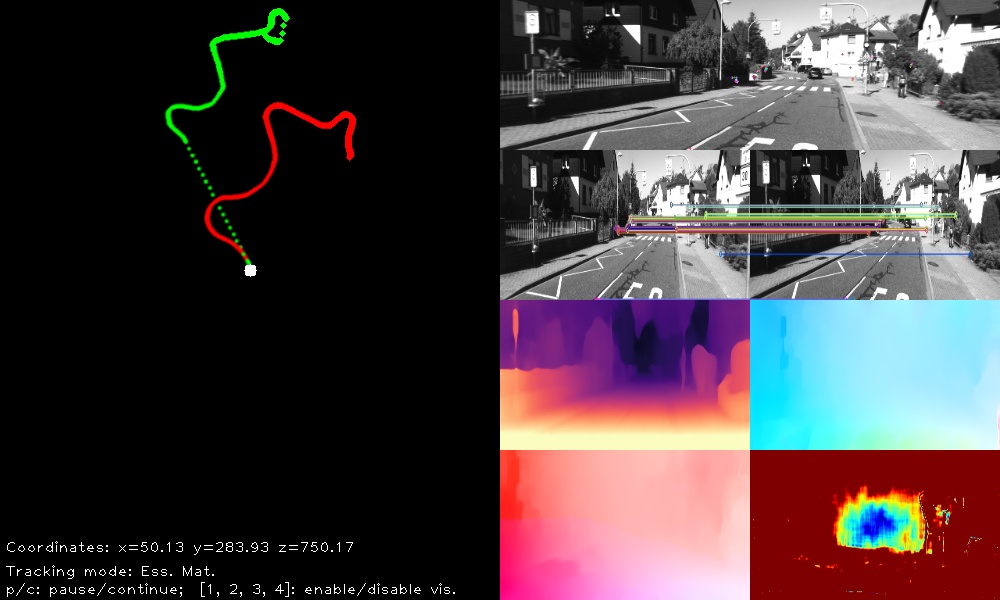 Coordinates: x=50.13 y=283.93 z=750.17
Tracking mode: Ess. Mat.
p/c: pause/continue;  [1, 2, 3, 4]: enable/disable vis.